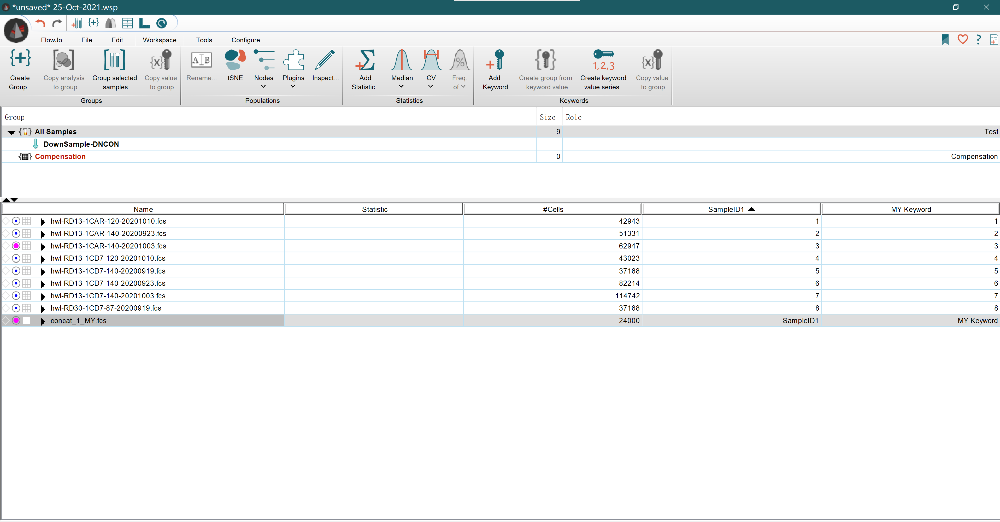 *unsaved* 25-Oct-2021.wsp
FlowJo File Edit Workspace Tools Configure
Create Group...
Copy analysis to group
Group selected samples
{x}
Copy value to group
Groups
A B
Rename...
tSNE
Nodes
Plugins
Inspect...
Populations
Add Statistic...
Median
CV
%
Freq. of
Statistics
Add Keyword
Create group from keyword value
1,2,3
Create keyword value series...
{x}
Copy value to group
Keywords
Group Size Role
All Samples 9 Test
DownSample-DNCON
Compensation 0 Compensation
Name Statistic #Cells SampleID1 MY Keyword
hwl-RD13-1CAR-120-20201010.fcs 42943 1 1
hwl-RD13-1CAR-140-20200923.fcs 51331 2 2
hwl-RD13-1CAR-140-20201003.fcs 62947 3 3
hwl-RD13-1CD7-120-20201010.fcs 43023 4 4
hwl-RD13-1CD7-140-20200919.fcs 37168 5 5
hwl-RD13-1CD7-140-20200923.fcs 82214 6 6
hwl-RD13-1CD7-140-20201003.fcs 114742 7 7
hwl-RD30-1CD7-87-20200919.fcs 37168 8 8
concat_1_MY.fcs 24000 SampleID1 MY Keyword